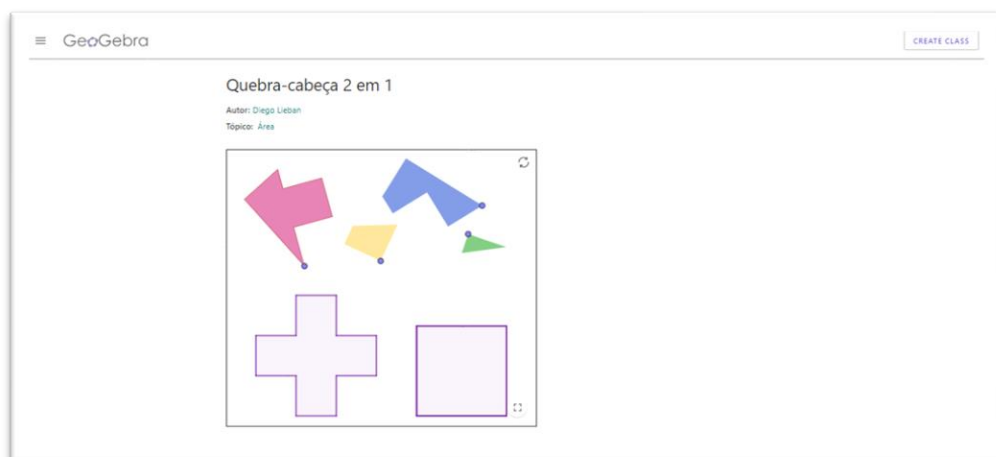 GeoGebra
CREATE CLASS
Quebra-cabeça 2 em 1
Autor: Diego Lieban
Tópico: Área